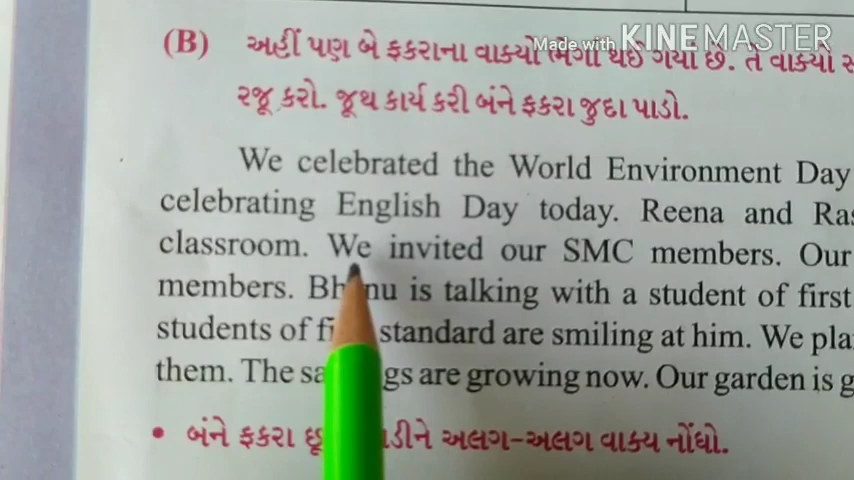 Made with KINEMASTER
(B) અહીં પણ બે ફકરાના વાક્યો ભેગા થઈ ગયા છે. તે વાક્યો
રજૂ કરો. જૂથ કાર્ય કરી બંને ફકરા જુદા પાડો.
We celebrated the World Environment Day
celebrating English Day today. Reena and
classroom. We invited our SMC members. Our
members. is talking with a student of first
students of standard are smiling at him. We
them. The are growing now. Our garden is
• બંને ફકરા અલગ-અલગ વાક્ય નોંધો.